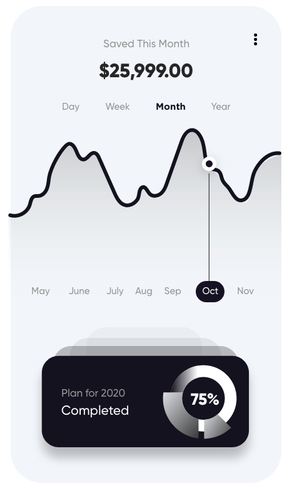 Saved This Month
$25,999.00
Day Week Month Year
May June July Aug Sep Oct Nov
Plan for 2020
Completed
75%